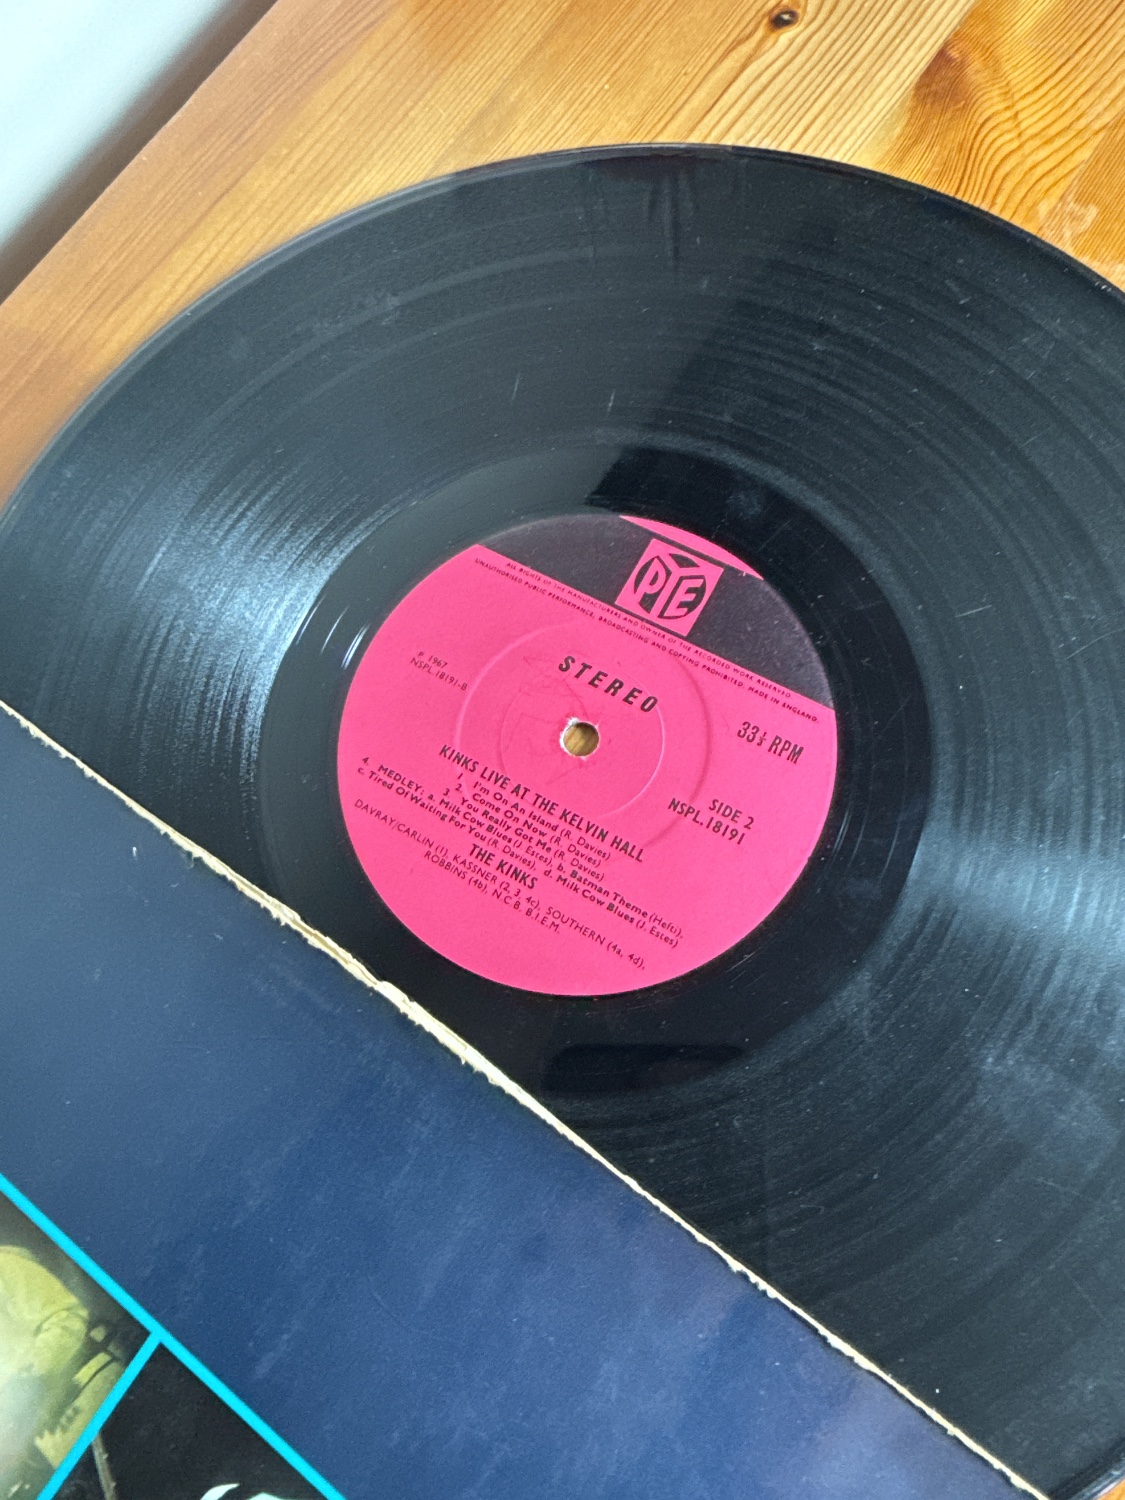 PYE
ALL RIGHTS OF THE MANUFACTURERS AND OWNER OF THE RECORDED WORK RESERVED
UNAUTHORISED PUBLIC PERFORMANCE, BROADCASTING AND COPYING PROHIBITED. MADE IN ENGLAND.
STEREO
P 1967
NSPL.18191-B
33⅓ RPM
SIDE 2
NSPL.18191
KINKS LIVE AT THE KELVIN HALL
1. I'm On An Island (R. Davies)
2. Come On Now (R. Davies)
3. You Really Got Me (R. Davies)
4. MEDLEY: a. Milk Cow Blues (J. Estes), b. Batman Theme (Hefti),
c. Tired Of Waiting For You (R. Davies), d. Milk Cow Blues (J. Estes)
THE KINKS
DAVRAY/CARLIN (1), KASSNER (2, 3, 4c), SOUTHERN (4a, 4d),
ROBBINS (4b), N.C.B. B.I.E.M.